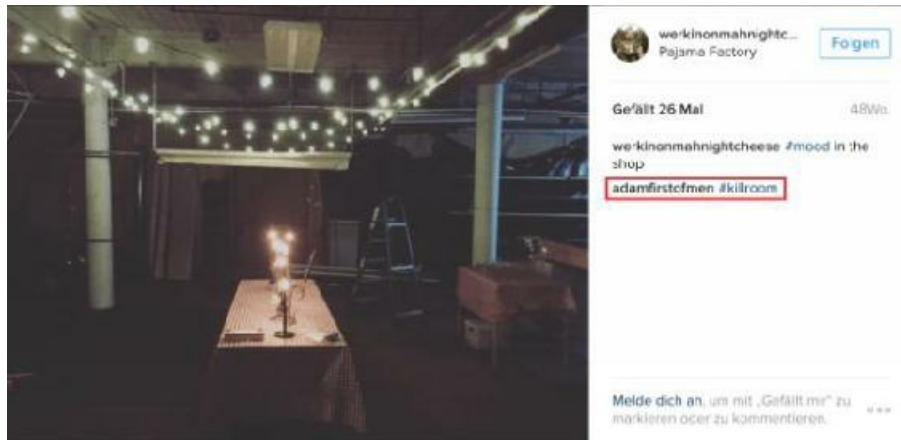 werkinonmahnightc...
Pajama Factory
Folgen
Gefällt 26 Mal
48Wo.
werkinonmahnightcheese #mood in the
shop
adamfirstofmen #killroom
Melde dich an, um mit „Gefällt mir“ zu
markieren oder zu kommentieren.